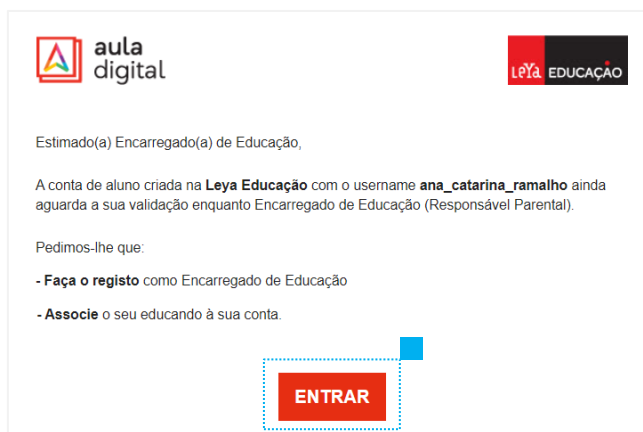 aula
digital
LeYa EDUCAÇÃO
Estimado(a) Encarregado(a) de Educação,
A conta de aluno criada na Leya Educação com o username ana_catarina_ramalho ainda
aguarda a sua validação enquanto Encarregado de Educação (Responsável Parental).
Pedimos-lhe que:
- Faça o registo como Encarregado de Educação
- Associe o seu educando à sua conta.
ENTRAR